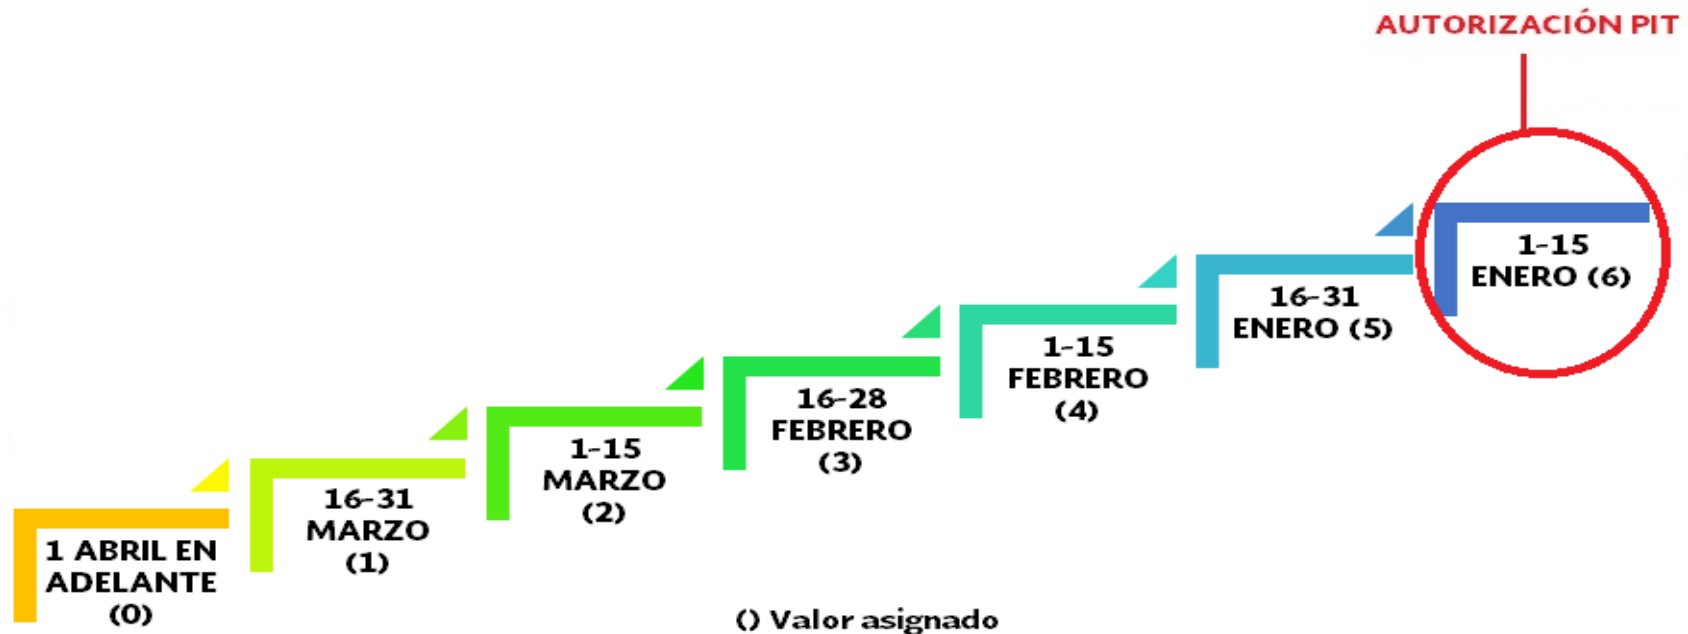 AUTORIZACIÓN PIT
1-15
ENERO (6)
16-31
ENERO (5)
1-15
FEBRERO
(4)
16-28
FEBRERO
(3)
1-15
MARZO
(2)
16-31
MARZO
(1)
1 ABRIL EN
ADELANTE
(0)
() Valor asignado